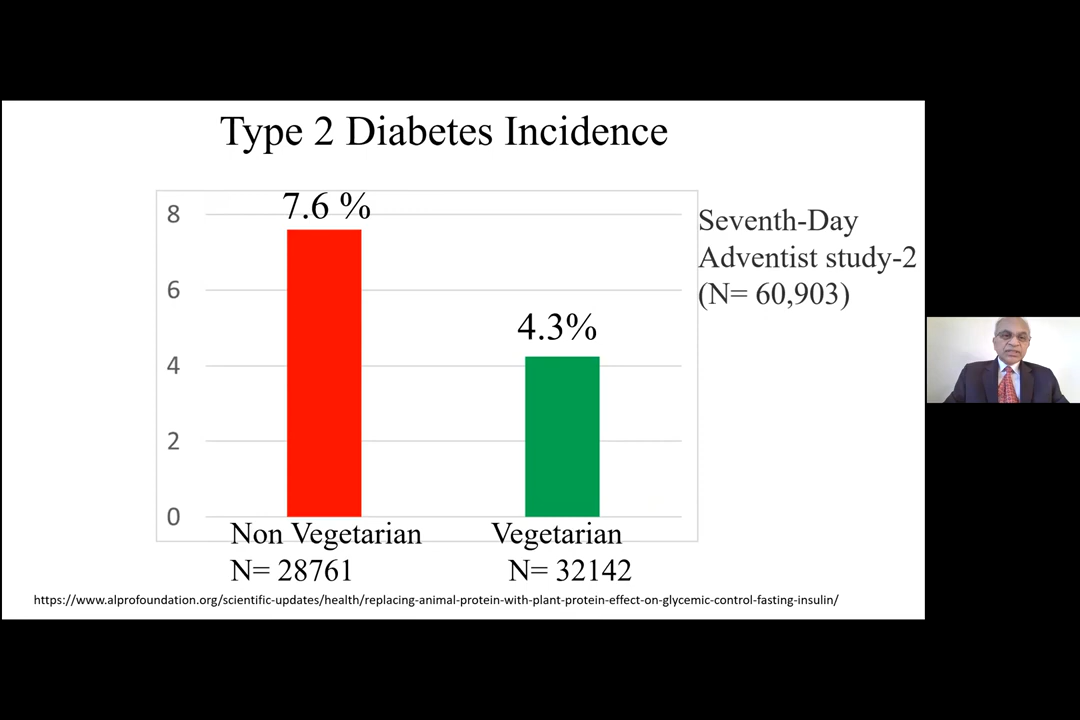 Type 2 Diabetes Incidence
7.6 %
8
6
4
2
0
4.3%
Seventh-Day
Adventist study-2
(N= 60,903)
Non Vegetarian
N= 28761
Vegetarian
N= 32142
https://www.alprofoundation.org/scientific-updates/health/replacing-animal-protein-with-plant-protein-effect-on-glycemic-control-fasting-insulin/